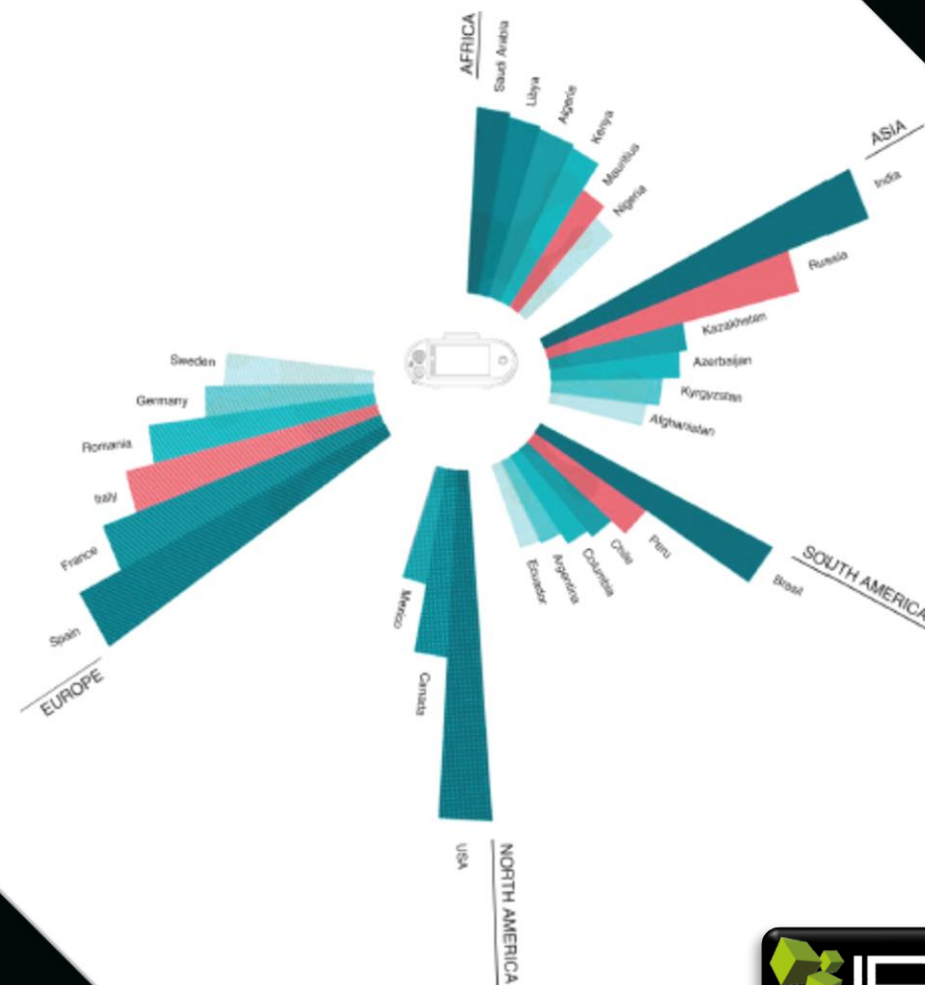 AFRICA
Saudi Arabia
Libya
Algeria
Kenya
Mauritius
Nigeria
ASIA
India
Russia
Kazakhstan
Azerbaijan
Kyrgyzstan
Afghanistan
SOUTH AMERICA
Brasil
Peru
Chile
Columbia
Argentina
Ecuador
NORTH AMERICA
USA
Canada
Mexico
EUROPE
Spain
France
Italy
Romania
Germany
Sweden